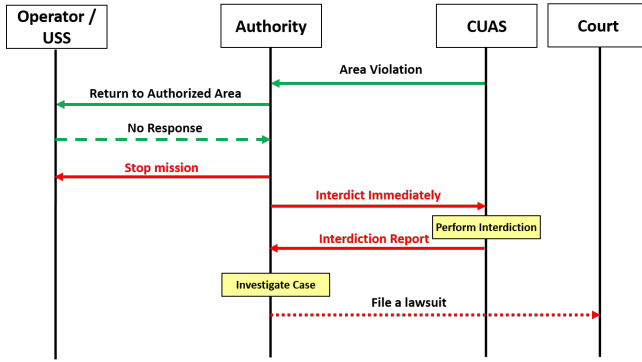 Operator /
USS
Authority
CUAS
Court
Area Violation
Return to Authorized Area
No Response
Stop mission
Interdict Immediately
Perform Interdiction
Interdiction Report
Investigate Case
File a lawsuit